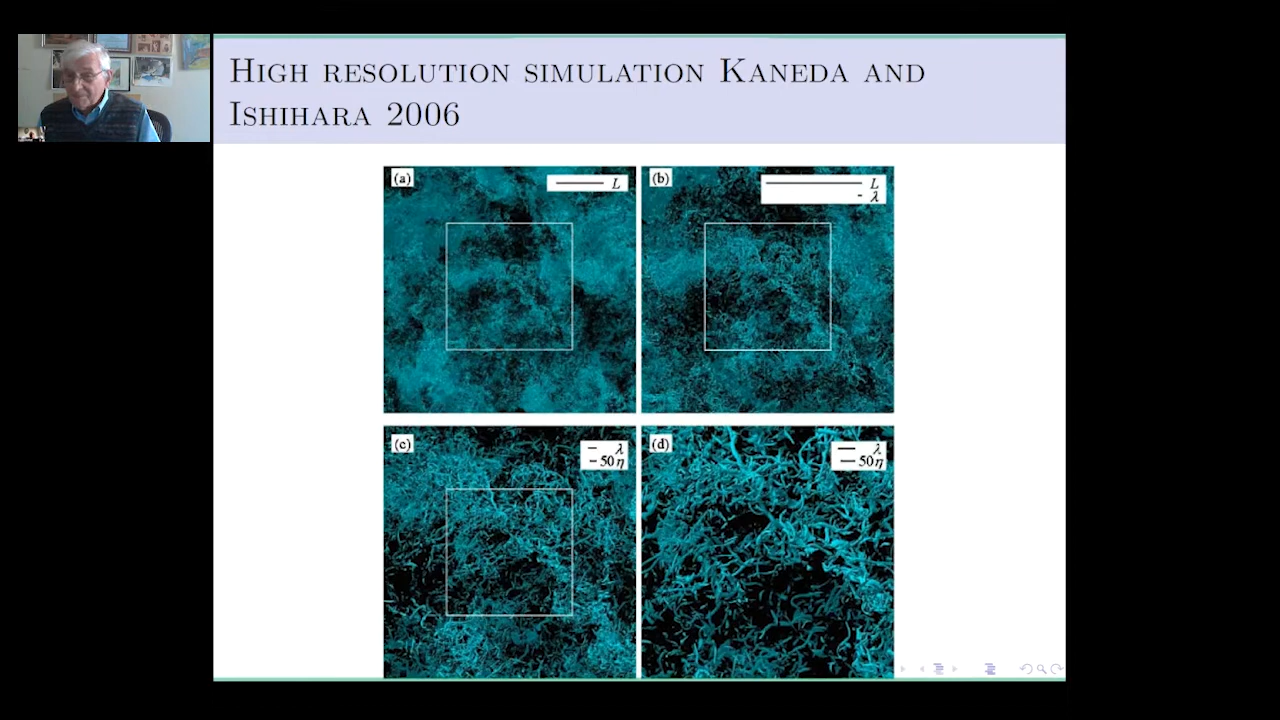 HIGH RESOLUTION SIMULATION KANEDA AND
ISHIHARA 2006
(a)
L
(b)
L
λ
(c)
λ
50η
(d)
λ
50η